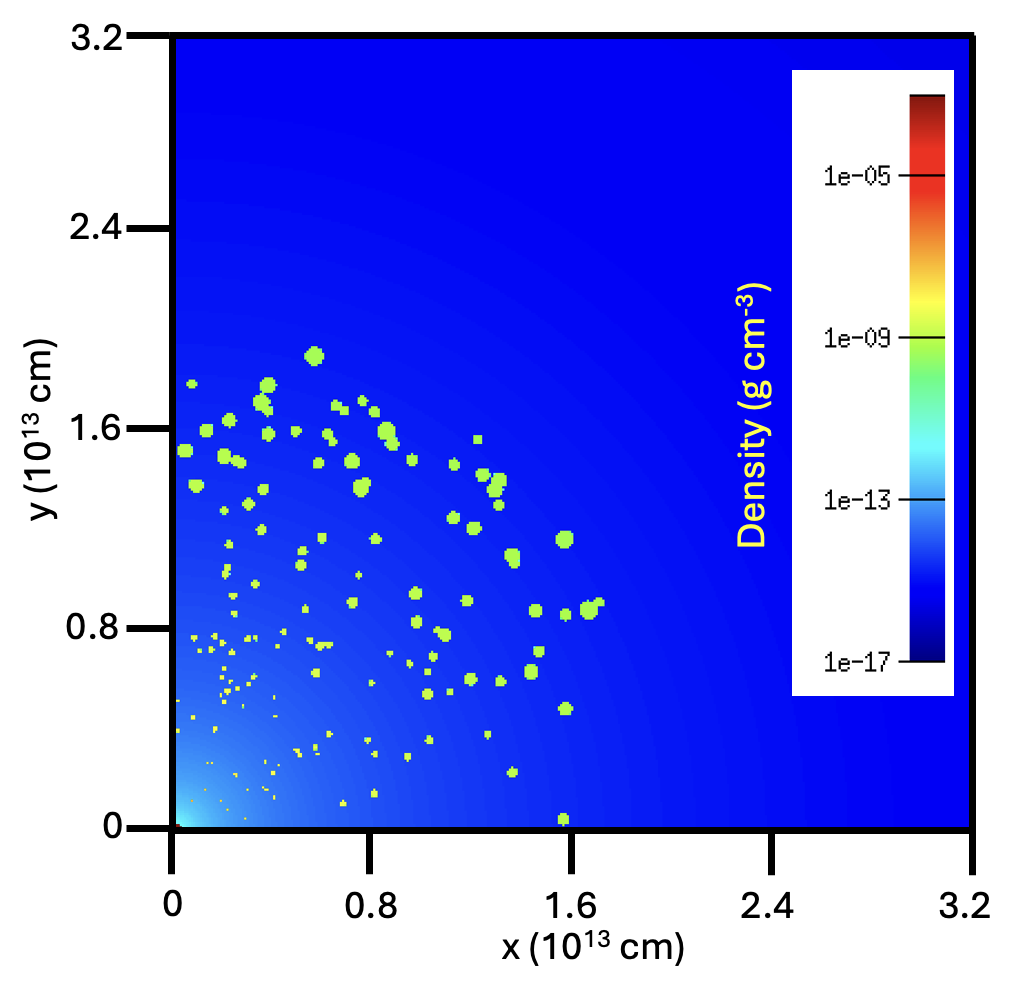 3.2
2.4
1.6
0.8
0
y (10¹³ cm)
0
0.8
1.6
2.4
3.2
x (10¹³ cm)
Density (g cm⁻³)
1e−05
1e−09
1e−13
1e−17